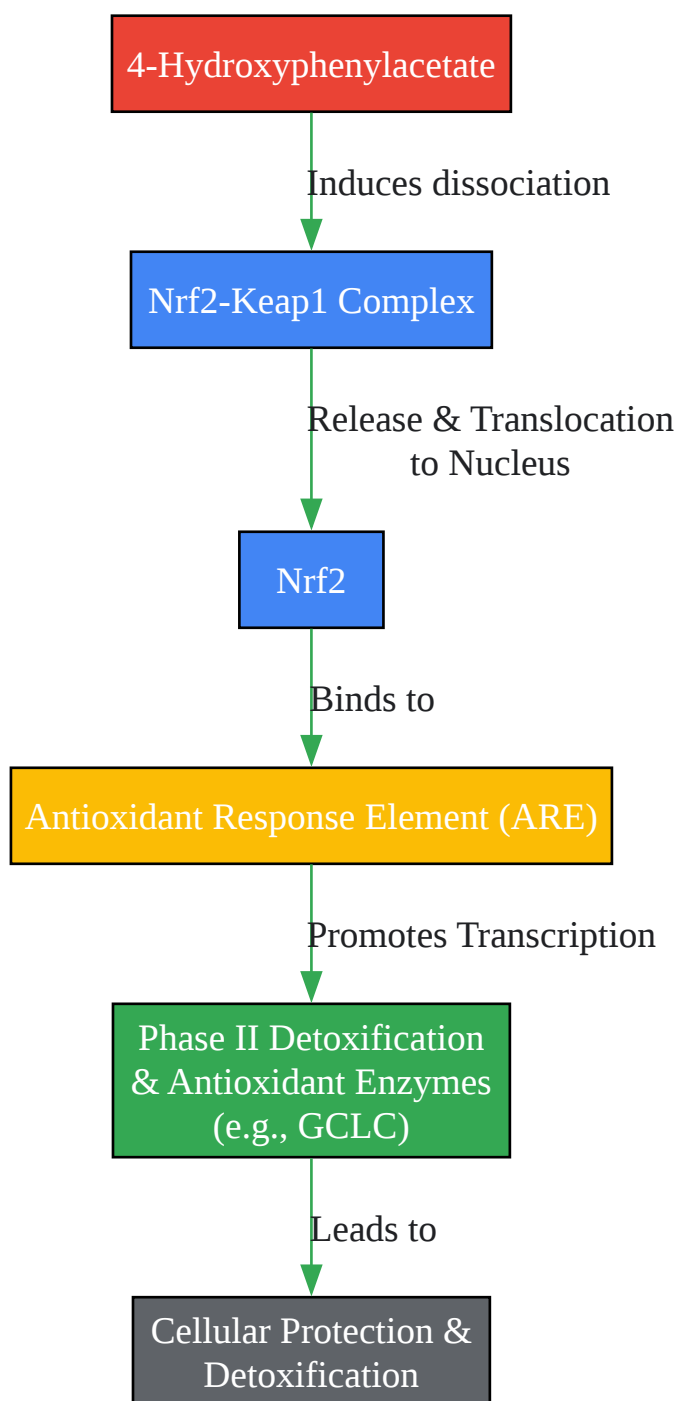 4-Hydroxyphenylacetate
Induces dissociation
Nrf2-Keap1 Complex
Release & Translocation
to Nucleus
Nrf2
Binds to
Antioxidant Response Element (ARE)
Promotes Transcription
Phase II Detoxification
& Antioxidant Enzymes
(e.g., GCLC)
Leads to
Cellular Protection &
Detoxification